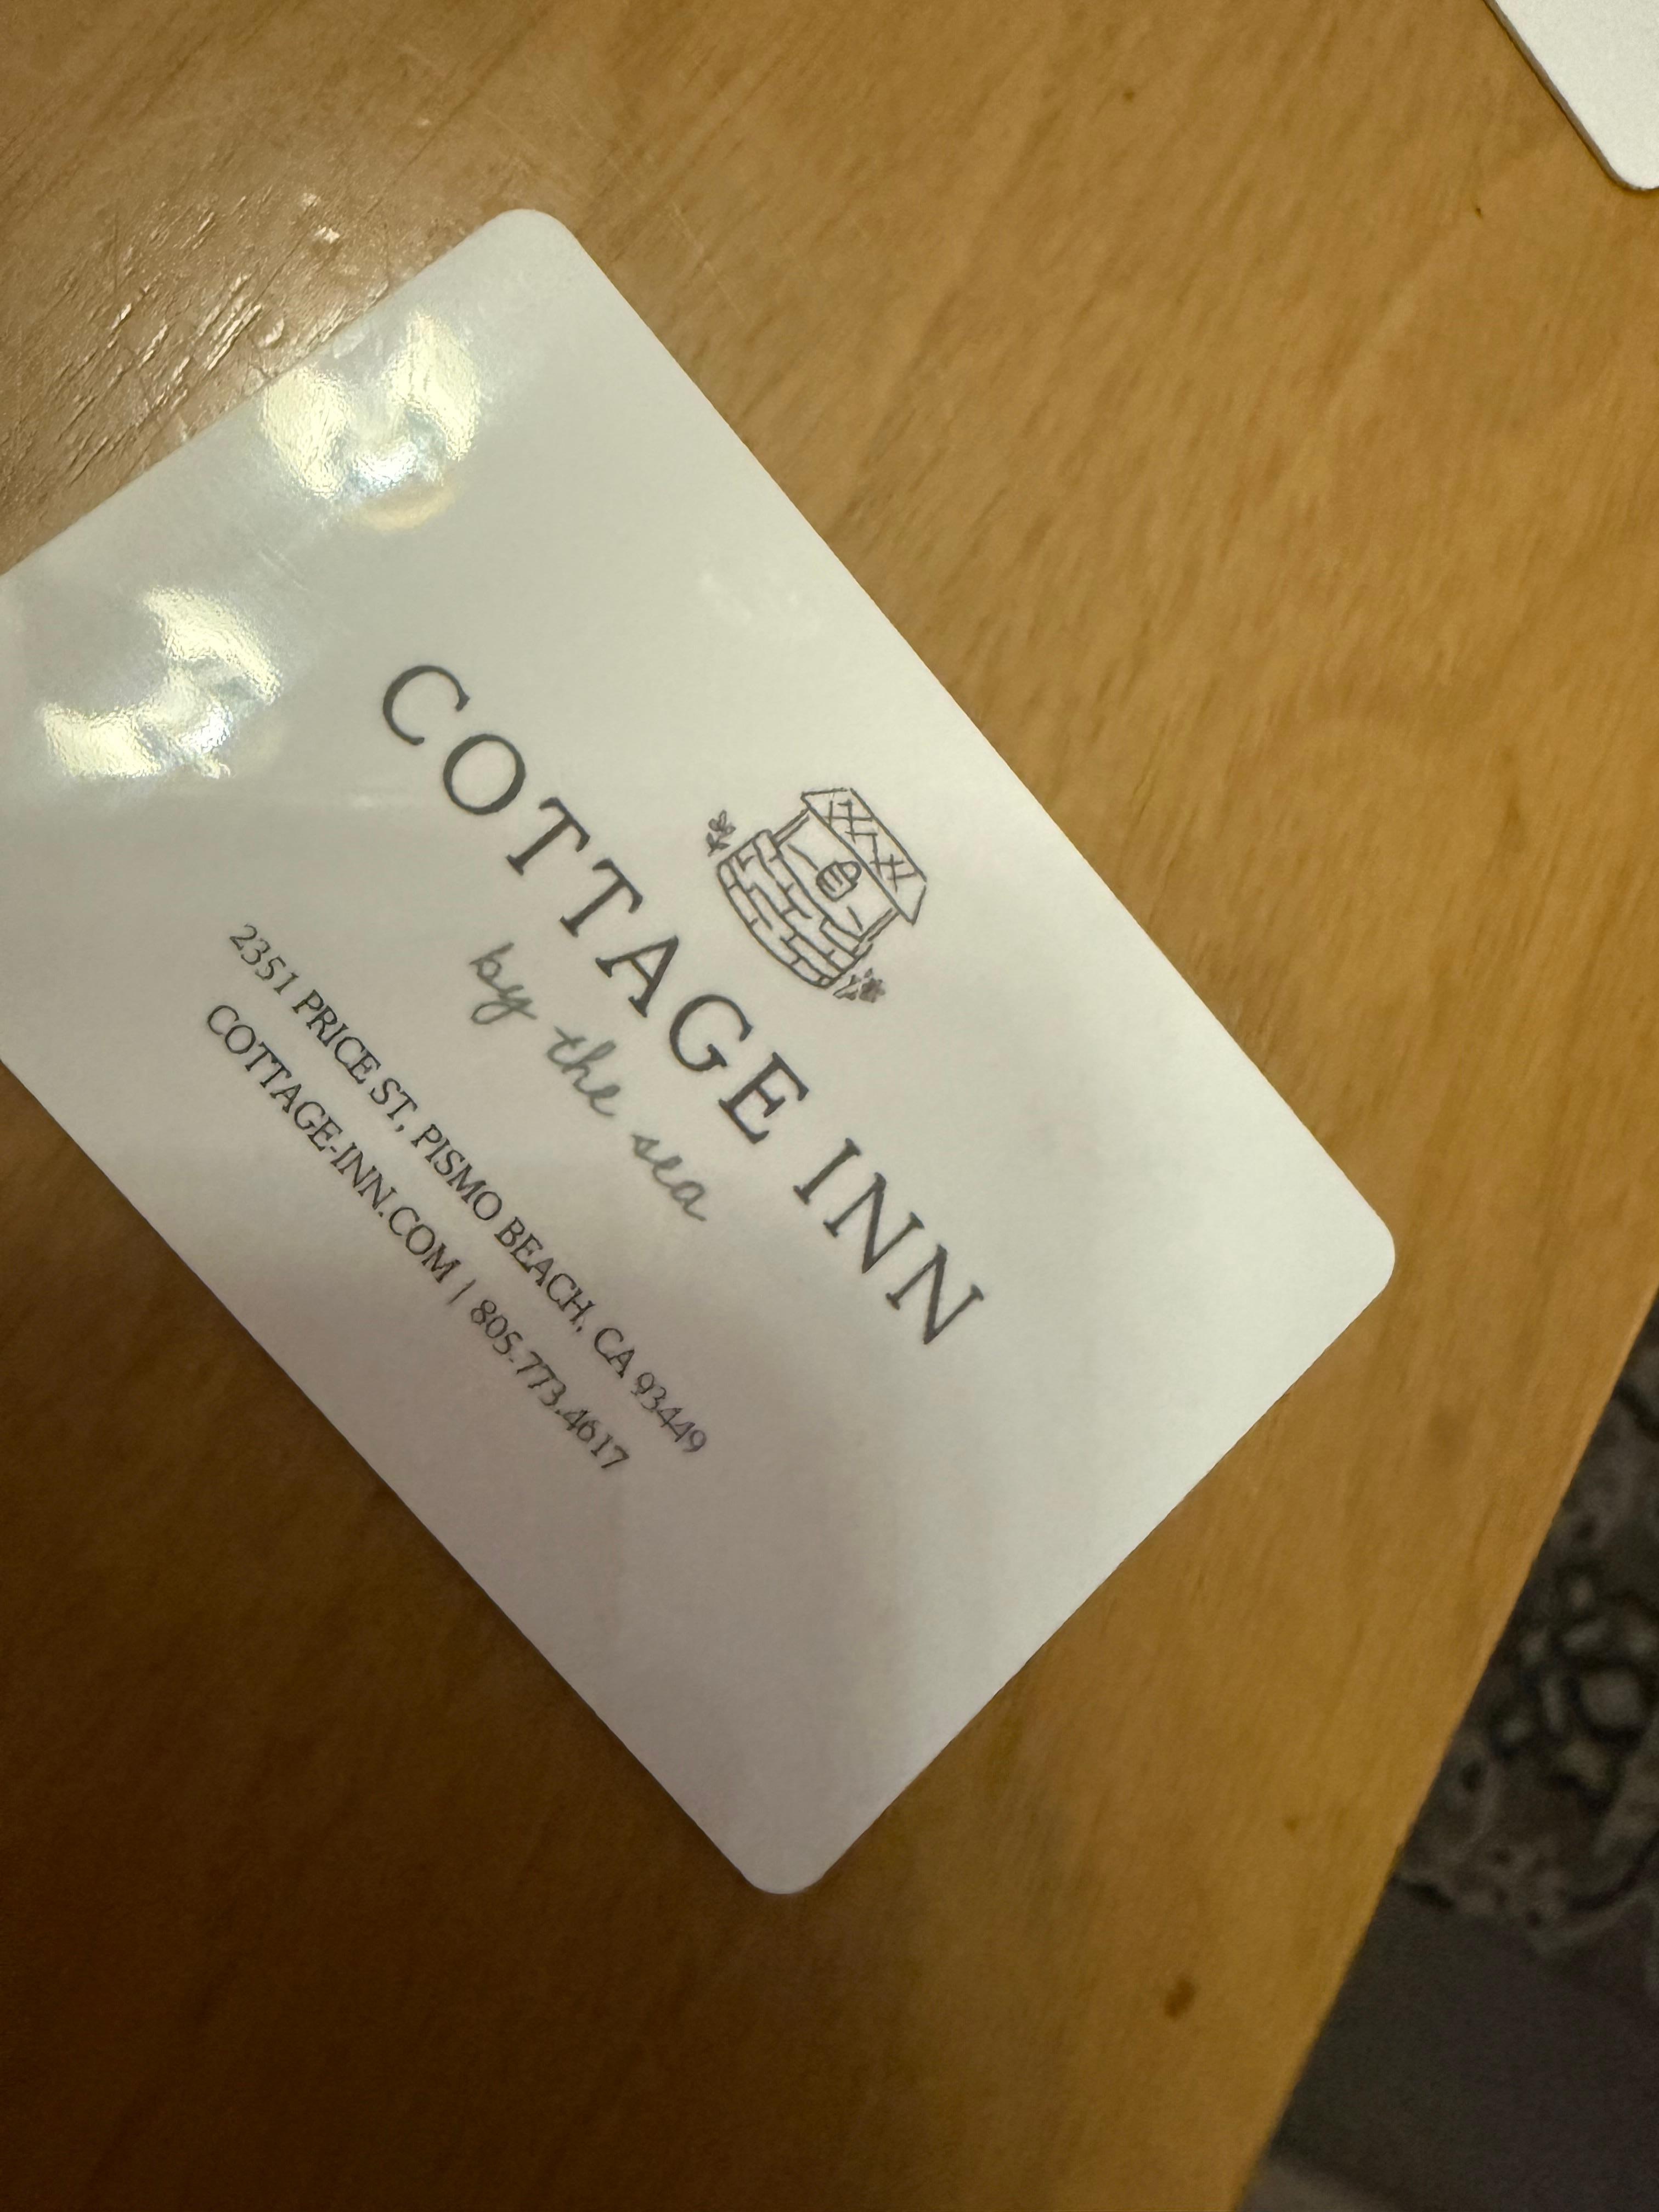 COTTAGE INN
by the sea
2351 PRICE ST, PISMO BEACH, CA 93449
COTTAGE-INN.COM | 805.773.4617